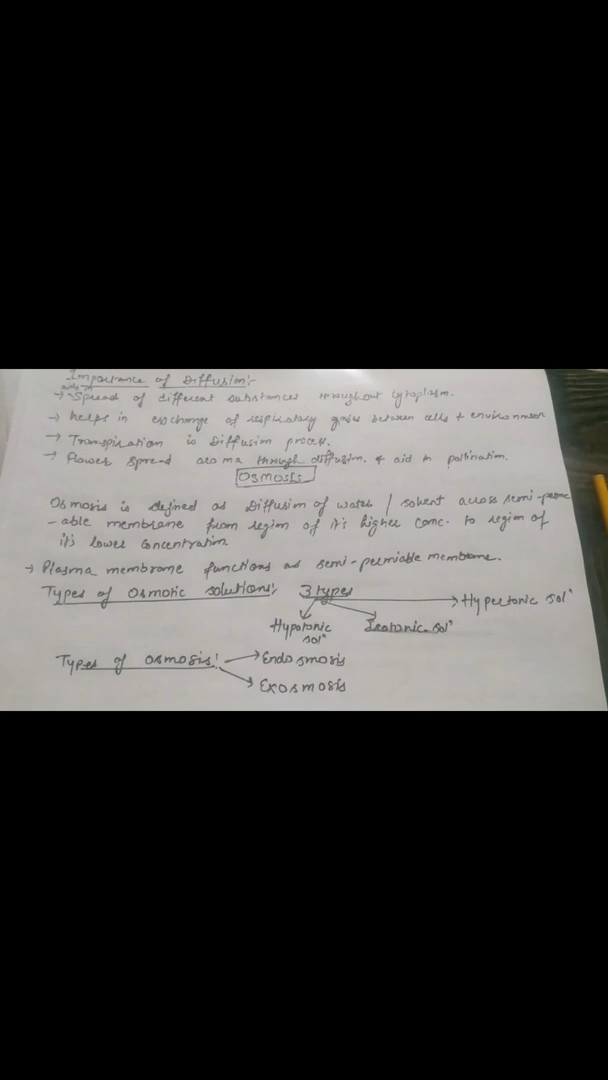 Importance of Diffusion:-
→ Spread of different substances throughout cytoplasm.
→ helps in exchange of respiratory gases between cells + environment
→ Transpiration is Diffusion process.
→ flower spread aroma through diffusion. & aid in pollination.
OSMOSIS
Osmosis is defined as Diffusion of water / solvent across semi-perme
-able membrane from region of it's higher conc. to region of
it's lower concentration
→ Plasma membrane functions as semi-permiable membrane.
Types of Osmotic solutions:- 3 types
Hypertonic solⁿ
Hypotonic solⁿ Isotonic solⁿ
Types of osmosis:- → Endosmosis
→ Exosmosis